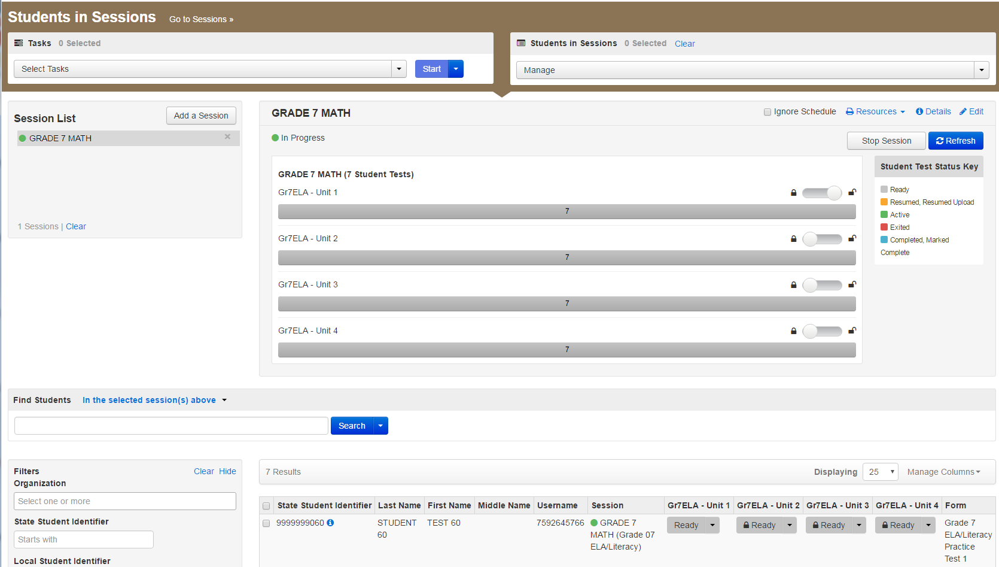 Students in Sessions Go to Sessions »
Tasks 0 Selected
Select Tasks
Start
Students in Sessions 0 Selected Clear
Manage
Session List
Add a Session
GRADE 7 MATH ×
1 Sessions | Clear
GRADE 7 MATH
Ignore Schedule Resources Details Edit
In Progress
Stop Session Refresh
GRADE 7 MATH (7 Student Tests)
Gr7ELA - Unit 1
7
Gr7ELA - Unit 2
7
Gr7ELA - Unit 3
7
Gr7ELA - Unit 4
7
Student Test Status Key
Ready
Resumed, Resumed Upload
Active
Exited
Completed, Marked
Complete
Find Students In the selected session(s) above
Search
Filters Clear Hide
Organization
Select one or more
State Student Identifier
Starts with
Local Student Identifier
7 Results
Displaying 25 Manage Columns
State Student Identifier Last Name First Name Middle Name Username Session Gr7ELA - Unit 1 Gr7ELA - Unit 2 Gr7ELA - Unit 3 Gr7ELA - Unit 4 Form
9999999060 STUDENT TEST 60 7592645766 GRADE 7 Ready Ready Ready Ready Grade 7
60 MATH (Grade 07 ELA/Literacy
ELA/Literacy) Practice
Test 1